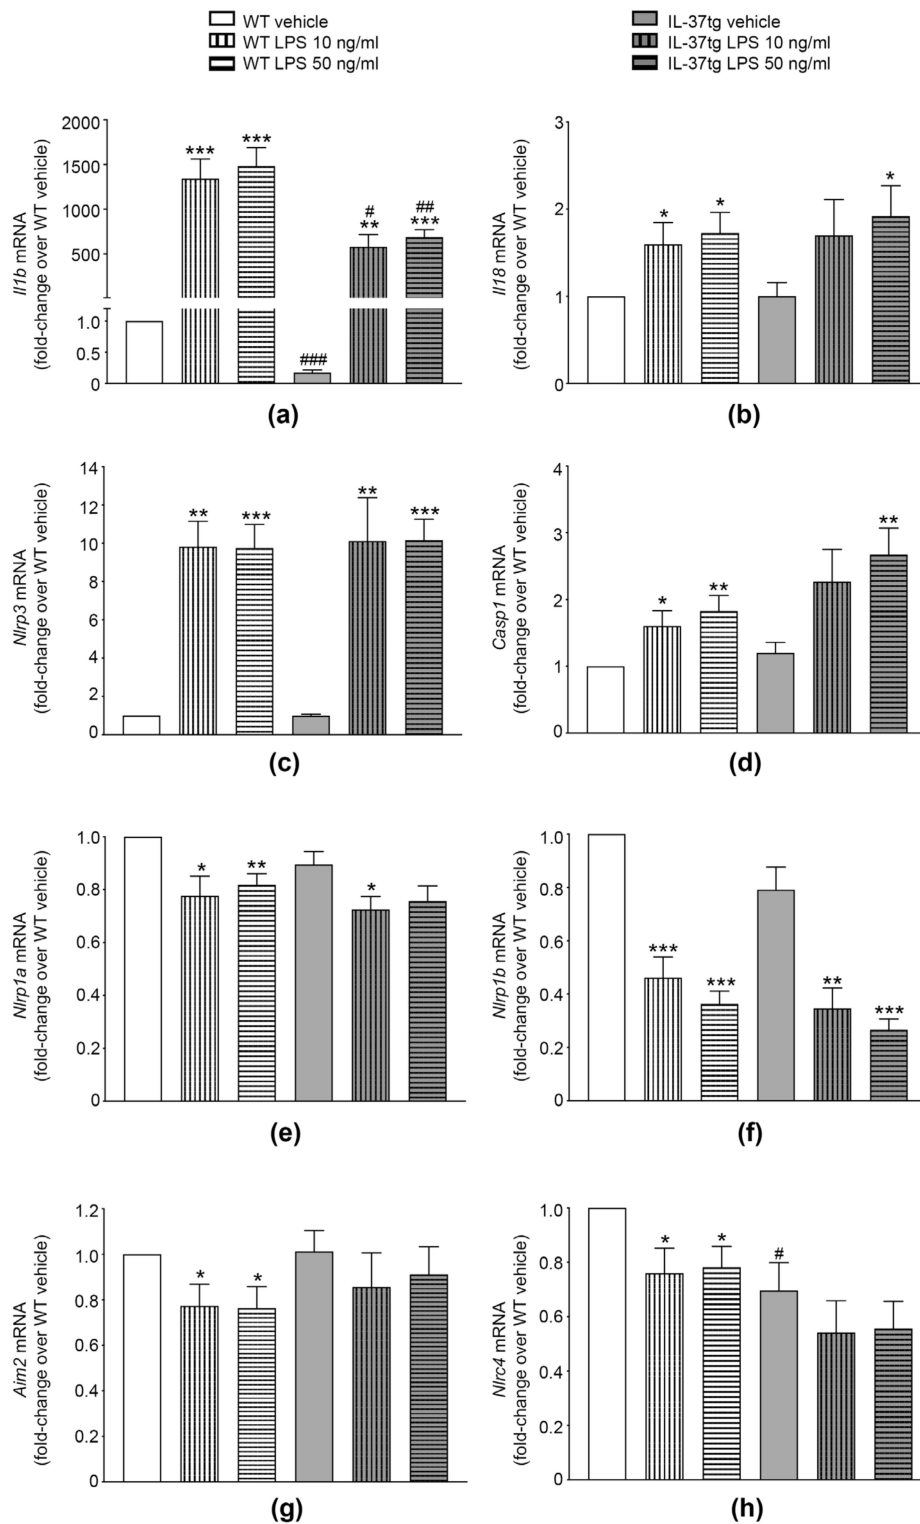 WT vehicle
WT LPS 10 ng/ml
WT LPS 50 ng/ml
IL-37tg vehicle
IL-37tg LPS 10 ng/ml
IL-37tg LPS 50 ng/ml
Il1b mRNA
(fold-change over WT vehicle)
2000
1500
1000
500
1.0
0.5
0
***
***
###
#
**
##
***
(a)
Il18 mRNA
(fold-change over WT vehicle)
3
2
1
0
*
*
*
(b)
Nlrp3 mRNA
(fold-change over WT vehicle)
14
12
10
8
6
4
2
0
**
***
**
***
(c)
Casp1 mRNA
(fold-change over WT vehicle)
4
3
2
1
0
*
**
**
(d)
Nlrp1a mRNA
(fold-change over WT vehicle)
1.0
0.8
0.6
0.4
0.2
0
*
**
*
(e)
Nlrp1b mRNA
(fold-change over WT vehicle)
1.0
0.8
0.6
0.4
0.2
0
***
***
**
***
(f)
Aim2 mRNA
(fold-change over WT vehicle)
1.2
1.0
0.8
0.6
0.4
0.2
0
*
*
(g)
Nlrc4 mRNA
(fold-change over WT vehicle)
1.0
0.8
0.6
0.4
0.2
0
*
*
#
(h)